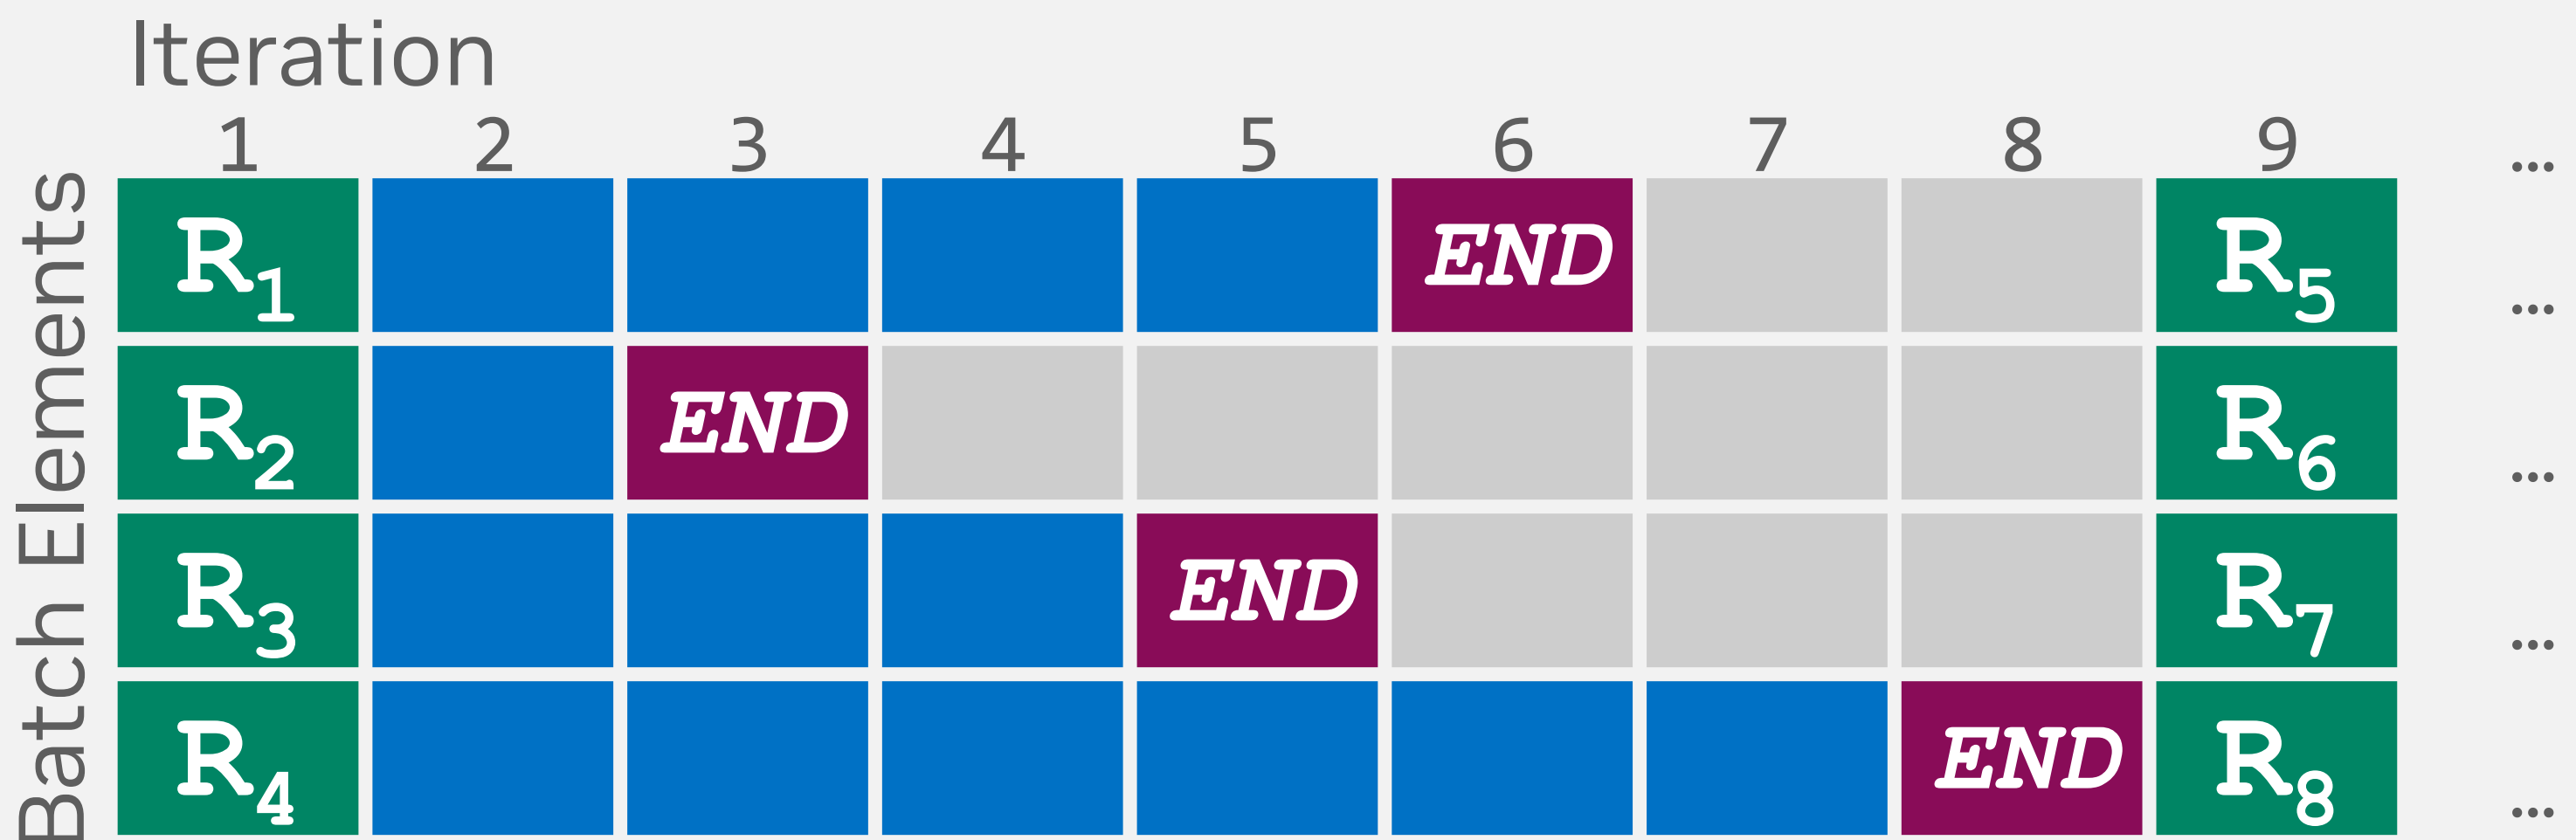 Iteration
1 2 3 4 5 6 7 8 9 ...
Batch Elements
R1 END R5 ...
R2 END R6 ...
R3 END R7 ...
R4 END R8 ...